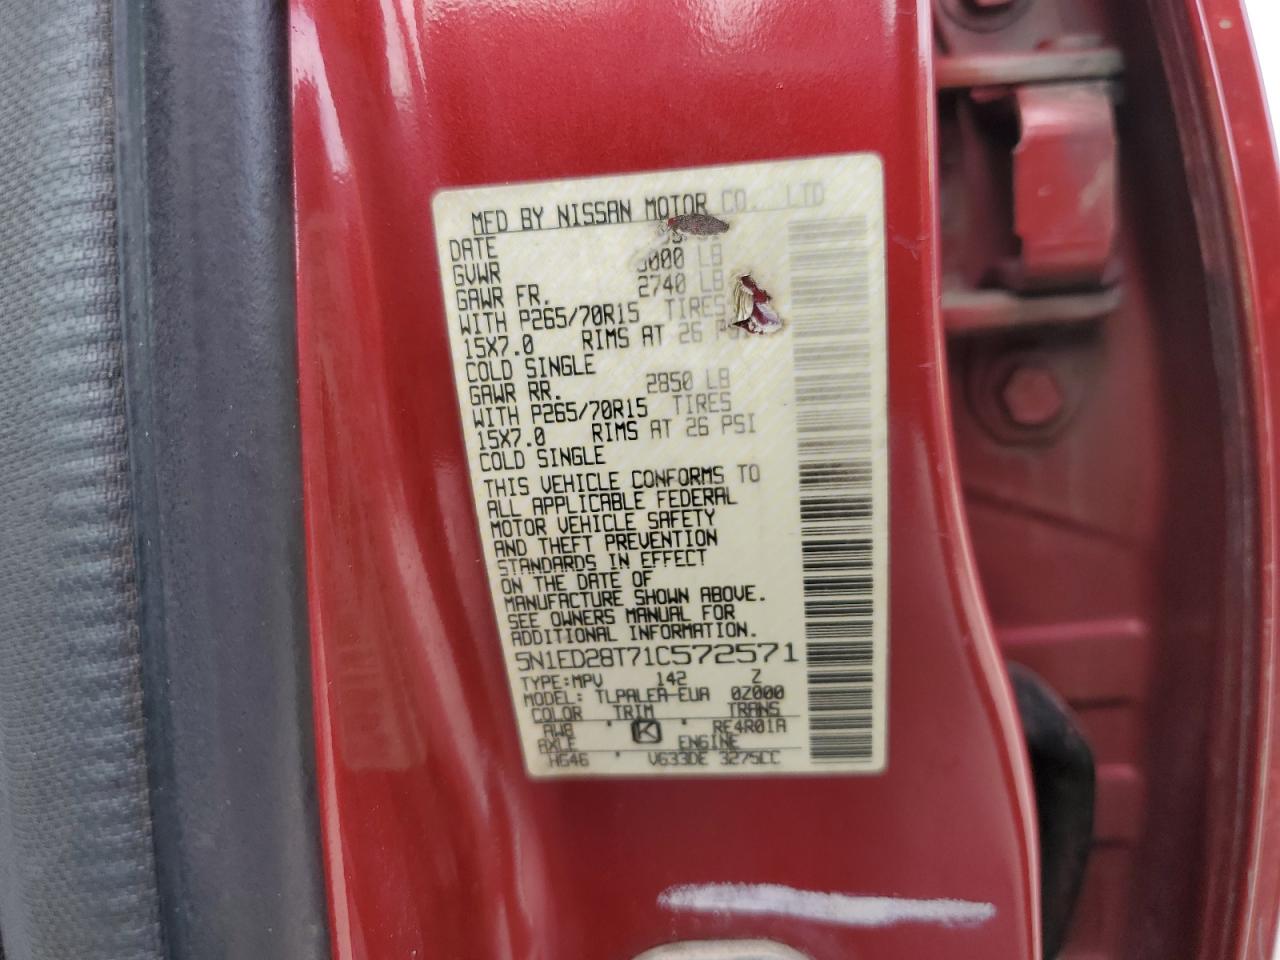 MFD BY NISSAN MOTOR CO., LTD
DATE
GVWR 5000 LB
GAWR FR. 2740 LB
WITH P265/70R15 TIRES
15X7.0 RIMS AT 26 PSI
COLD SINGLE
GAWR RR. 2850 LB
WITH P265/70R15 TIRES
15X7.0 RIMS AT 26 PSI
COLD SINGLE
THIS VEHICLE CONFORMS TO
ALL APPLICABLE FEDERAL
MOTOR VEHICLE SAFETY
AND THEFT PREVENTION
STANDARDS IN EFFECT
ON THE DATE OF
MANUFACTURE SHOWN ABOVE.
SEE OWNERS MANUAL FOR
ADDITIONAL INFORMATION.
5N1ED28T71C572571
TYPE:MPV 142 Z
MODEL: TLPALEA-EUA 0Z000
COLOR TRIM TRANS
K RE4R01A
AXLE ENGINE
HG46 VG33DE 3275CC